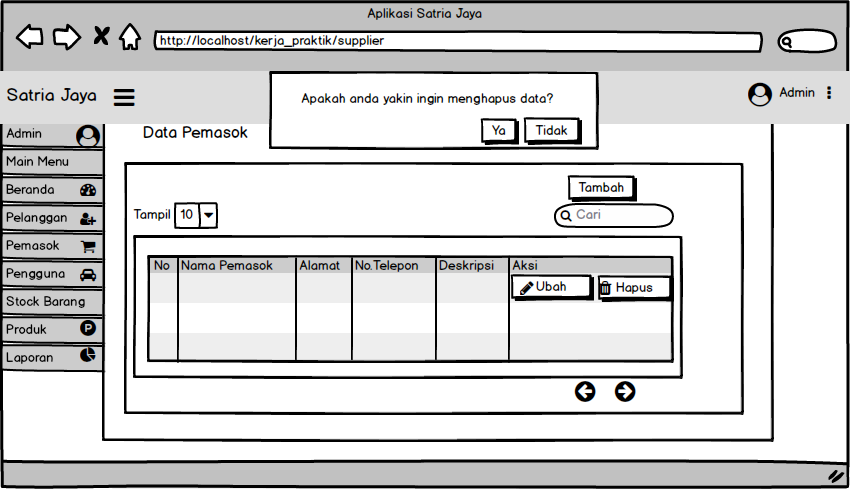 Aplikasi Satria Jaya
http://localhost/kerja_praktik/supplier
Satria Jaya
Apakah anda yakin ingin menghapus data?
Ya Tidak
Admin
Admin
Main Menu
Beranda
Pelanggan
Pemasok
Pengguna
Stock Barang
Produk P
Laporan
Data Pemasok
Tambah
Tampil 10
Cari
No Nama Pemasok Alamat No.Telepon Deskripsi Aksi
Ubah Hapus